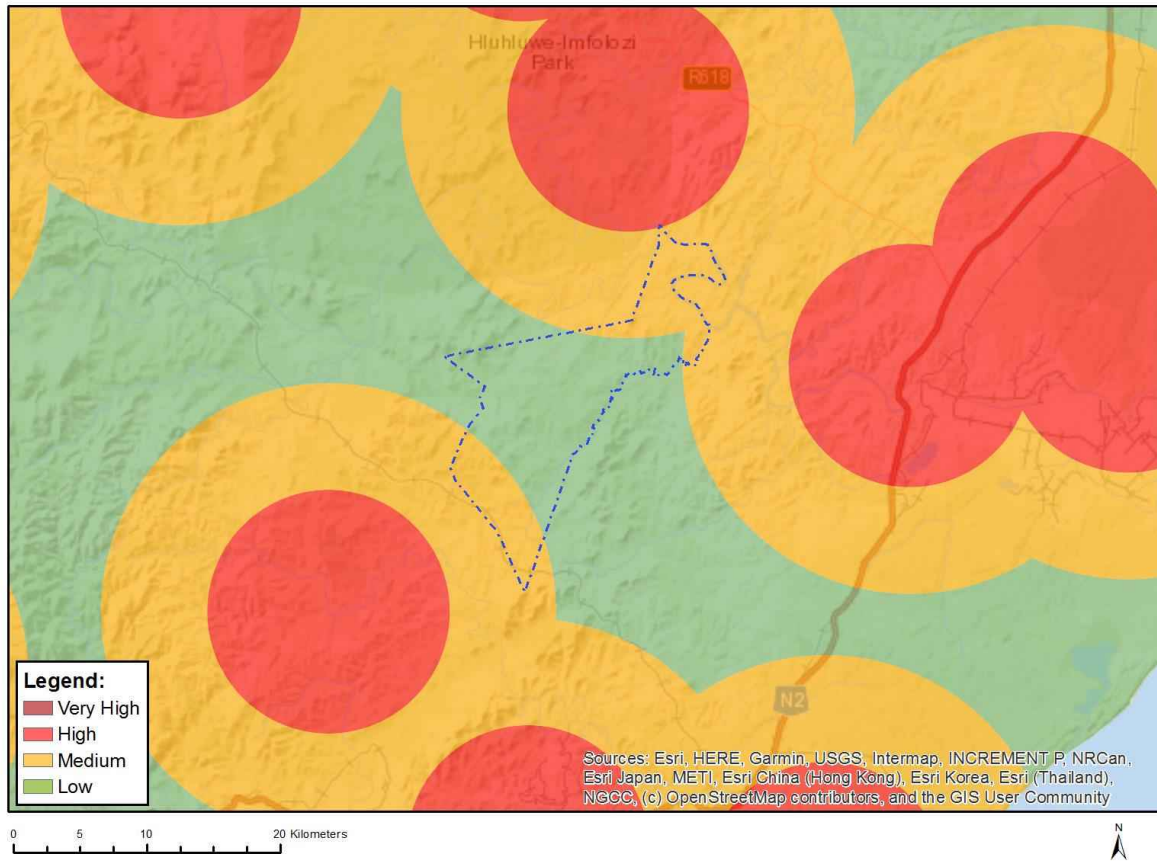 Hluhluwe-Imfolozi
Park
R618
N2
Legend:
Very High
High
Medium
Low
Sources: Esri, HERE, Garmin, USGS, Intermap, INCREMENT P, NRCan,
Esri Japan, METI, Esri China (Hong Kong), Esri Korea, Esri (Thailand),
NGCC, (c) OpenStreetMap contributors, and the GIS User Community
0 5 10 20 Kilometers
N